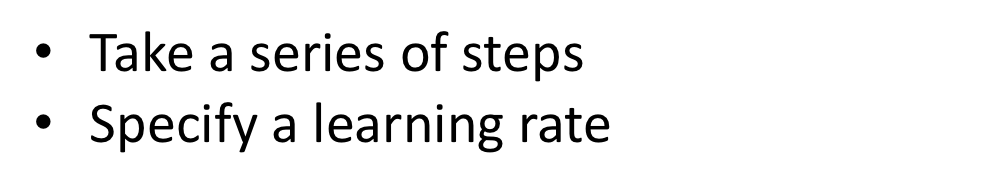 • Take a series of steps
• Specify a learning rate